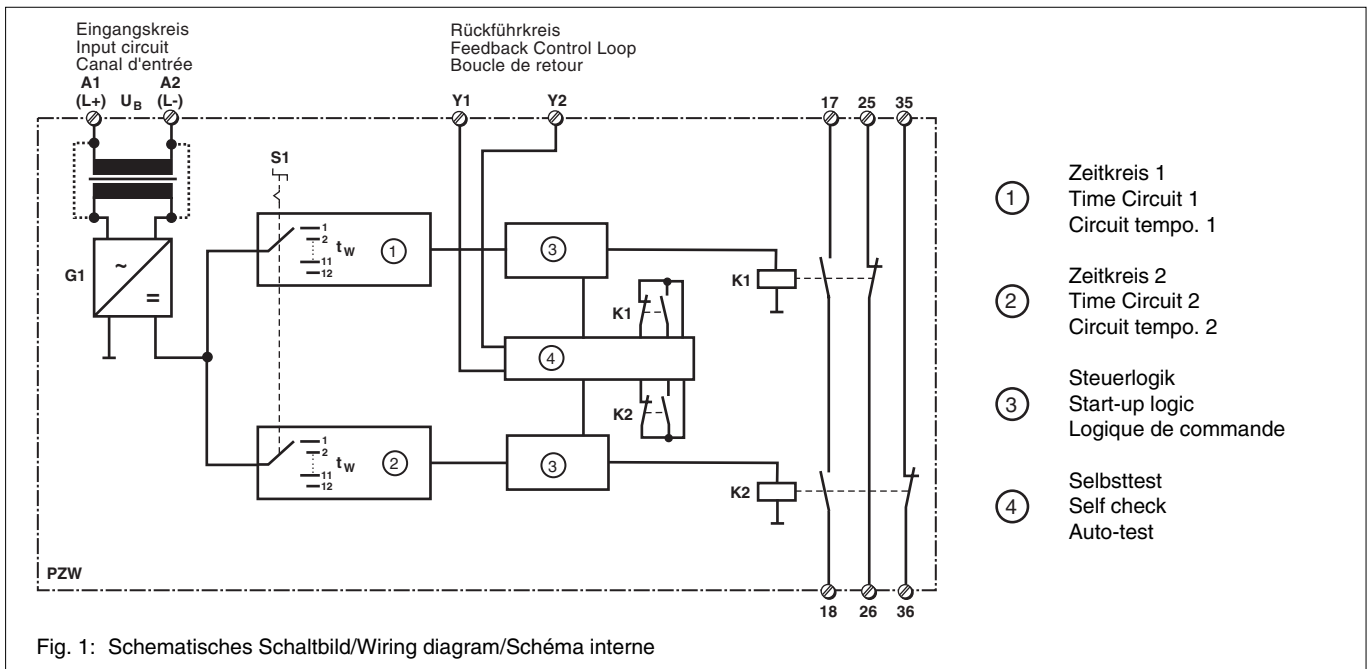 Eingangskreis
Input circuit
Canal d'entrée
A1 A2
(L+) UB (L-)
Rückführkreis
Feedback Control Loop
Boucle de retour
Y1 Y2
17 25 35
S1
1
2
tW
11
12
1
3
G1
~
=
K1
K1
4
K2
1
2
tW
11
12
2
3
K2
PZW
18 26 36
1
Zeitkreis 1
Time Circuit 1
Circuit tempo. 1
2
Zeitkreis 2
Time Circuit 2
Circuit tempo. 2
3
Steuerlogik
Start-up logic
Logique de commande
4
Selbsttest
Self check
Auto-test
Fig. 1: Schematisches Schaltbild/Wiring diagram/Schéma interne